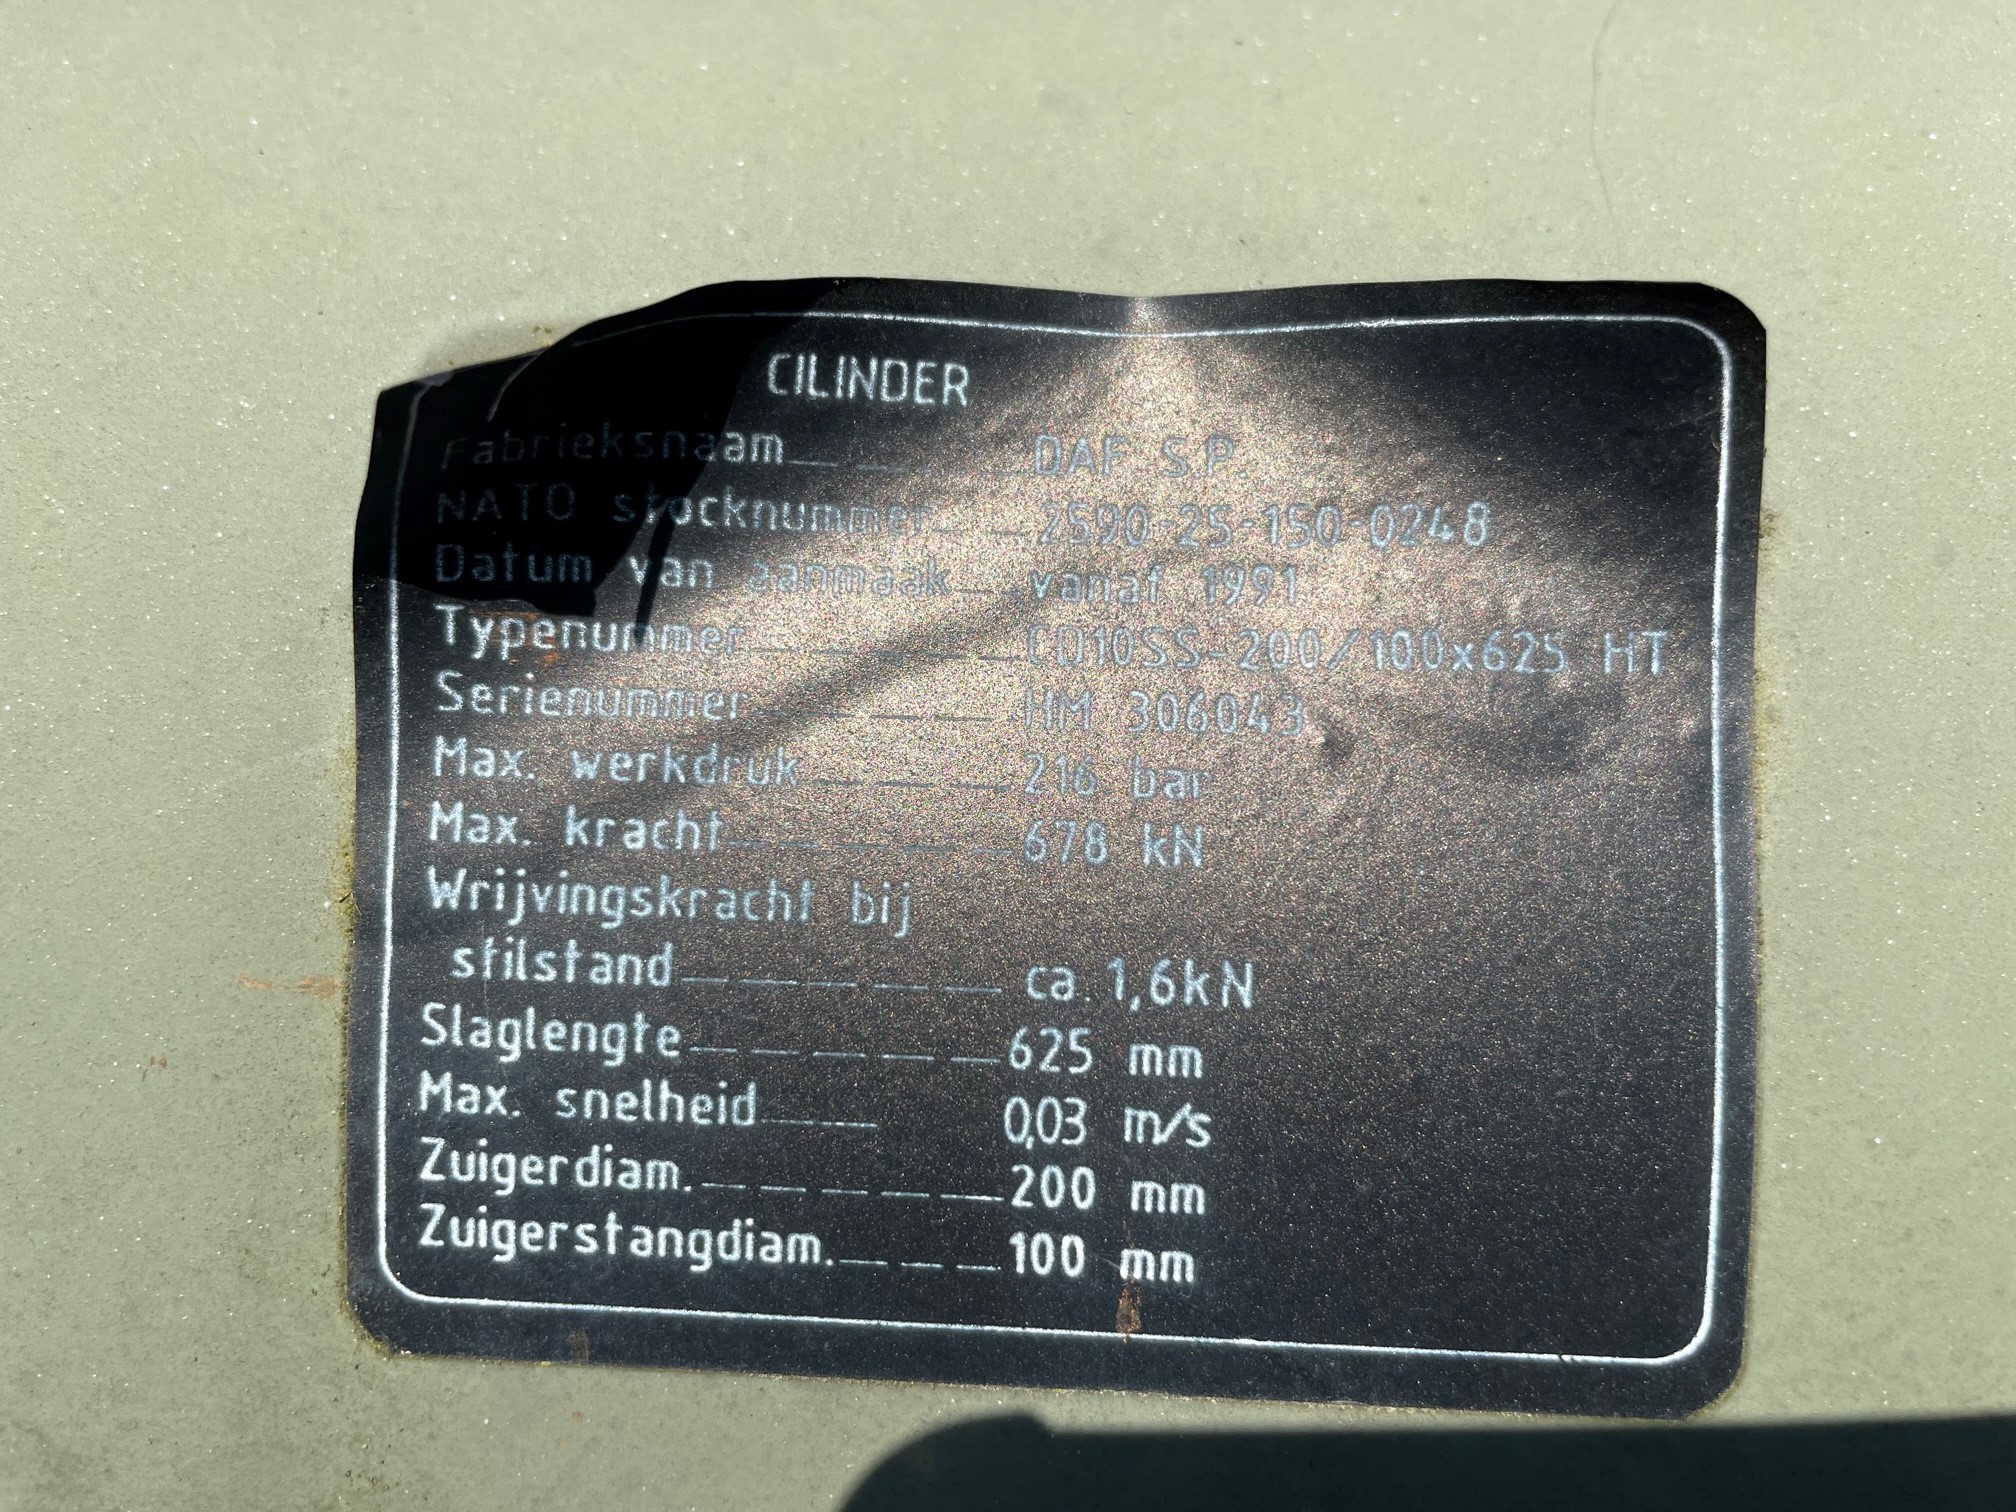 CILINDER
Fabrieksnaam DAF S.P.
NATO stocknummer 2590-25-150-0248
Datum van aanmaak vanaf 1991
Typenummer CD10SS-200/100x625 HT
Serienummer HM 306043
Max. werkdruk 216 bar
Max. kracht 678 kN
Wrijvingskracht bij
stilstand ca. 1,6kN
Slaglengte 625 mm
Max. snelheid 0,03 m/s
Zuigerdiam. 200 mm
Zuigerstangdiam. 100 mm